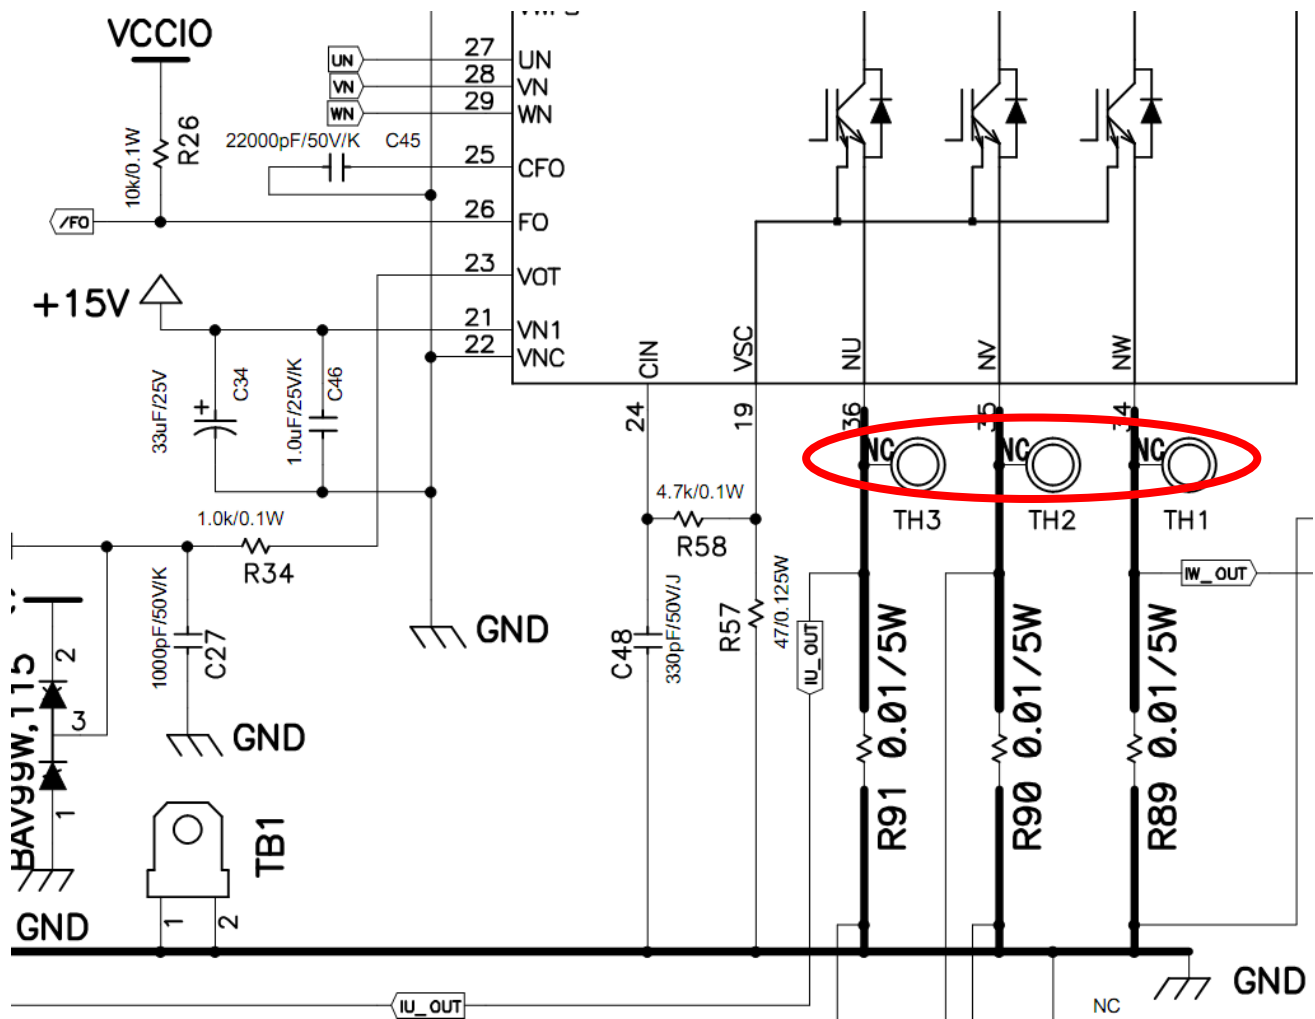 VCCIO
UN
VN
WN
27
28
29
UN
VN
WN
10k/0.1W
R26
22000pF/50V/K
C45
25
CFO
/FO
26
FO
23
VOT
+15V
21
VN1
22
VNC
33uF/25V
+
C34
1.0uF/25V/K
C46
CIN
VSC
NU
NV
NW
24
19
36
35
34
NC
NC
NC
TH3
TH2
TH1
1.0k/0.1W
R34
4.7k/0.1W
R58
IW_OUT
1000pF/50V/K
C27
GND
C48
330pF/50V/J
R57
47/0.125W
IU_OUT
R91 0.01/5W
R90 0.01/5W
R89 0.01/5W
BAV99W,115
2
3
1
GND
TB1
1
2
GND
GND
IU_OUT
NC